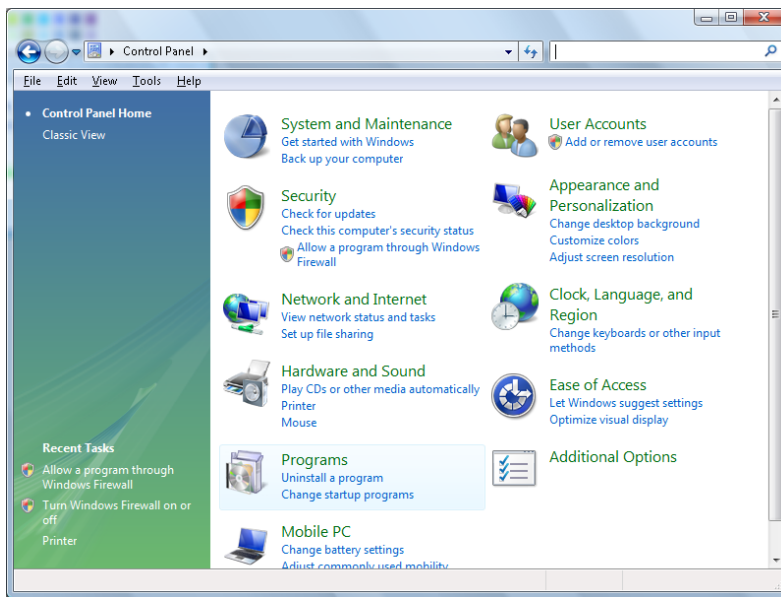 Control Panel
File Edit View Tools Help
Control Panel Home
Classic View
System and Maintenance
Get started with Windows
Back up your computer
Security
Check for updates
Check this computer's security status
Allow a program through Windows
Firewall
Network and Internet
View network status and tasks
Set up file sharing
Hardware and Sound
Play CDs or other media automatically
Printer
Mouse
Programs
Uninstall a program
Change startup programs
Mobile PC
Change battery settings
Adjust commonly used mobility
User Accounts
Add or remove user accounts
Appearance and
Personalization
Change desktop background
Customize colors
Adjust screen resolution
Clock, Language, and
Region
Change keyboards or other input
methods
Ease of Access
Let Windows suggest settings
Optimize visual display
Additional Options
Recent Tasks
Allow a program through
Windows Firewall
Turn Windows Firewall on or
off
Printer